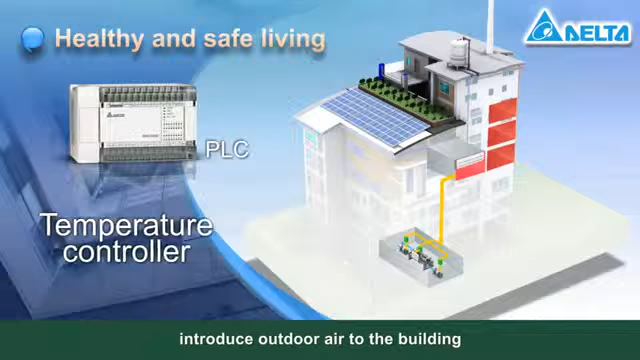 Healthy and safe living
DELTA
PLC
Temperature
controller
introduce outdoor air to the building